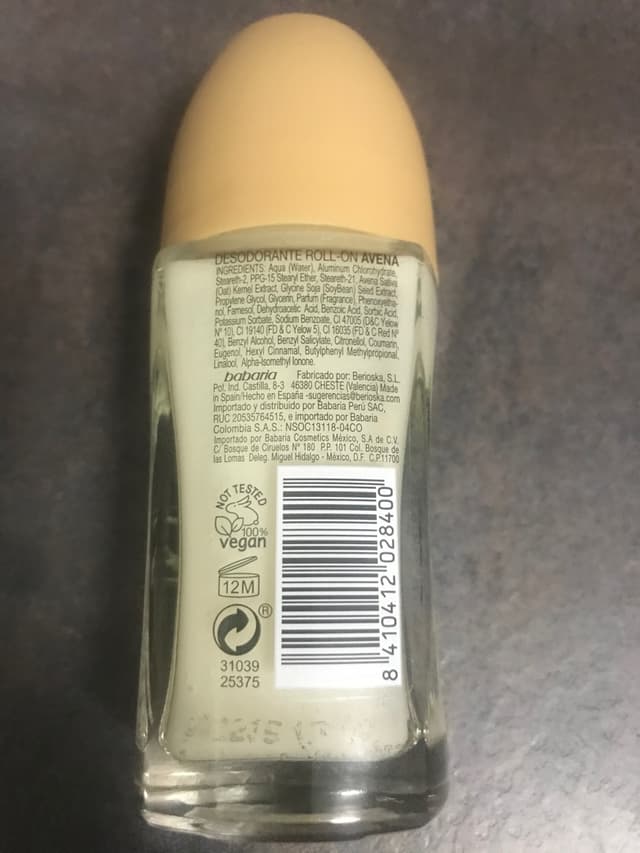 DESODORANTE ROLL-ON AVENA
INGREDIENTS: Aqua (Water), Aluminum Chlorohydrate,
Steareth-2, PPG-15 Stearyl Ether, Steareth-21, Avena Sativa
(Oat) Kernel Extract, Glycine Soja (SoyBean) Seed Extract,
Propylene Glycol, Glycerin, Parfum (Fragrance), Phenoxyetha-
nol, Farnesol, Dehydroacetic Acid, Benzoic Acid, Sorbic Acid,
Potassium Sorbate, Sodium Benzoate, CI 47005 (D&C Yelow
Nº 10), CI 19140 (FD & C Yelow 5), CI 16035 (FD & C Red Nº
40), Benzyl Alcohol, Benzyl Salicylate, Citronellol, Coumarin,
Eugenol, Hexyl Cinnamal, Butylphenyl Methylpropional,
Linalool, Alpha-Isomethyl Ionone.
babaria Fabricado por: Berioska, S.L.
Pol. Ind. Castilla, 8-3 46380 CHESTE (Valencia) Made
in Spain/Hecho en España -sugerencias@berioska.com
Importado y distribuido por Babaria Perú SAC,
RUC 20535764515, e importado por Babaria
Colombia S.A.S.: NSOC13118-04CO
Importado por Babaria Cosmetics México, S.A de C.V.
C/ Bosque de Ciruelos Nº 180 P.P. 101 Col. Bosque de
las Lomas Deleg. Miguel Hidalgo - México, D.F. C.P.11700
NOT TESTED
100%
vegan
12M
®
31039
25375
8 410412 028400